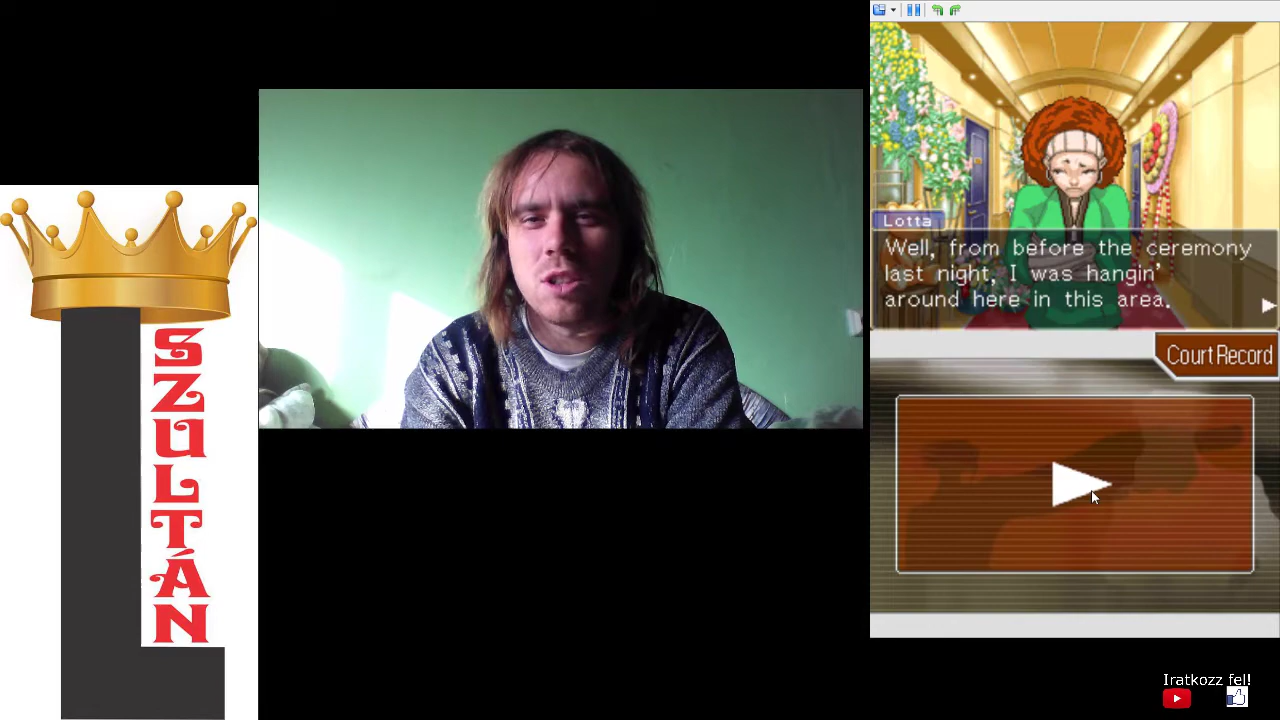 L
SZULTÁN
Lotta
Well, from before the ceremony
last night, I was hangin'
around here in this area.
Court Record
Iratkozz fel!